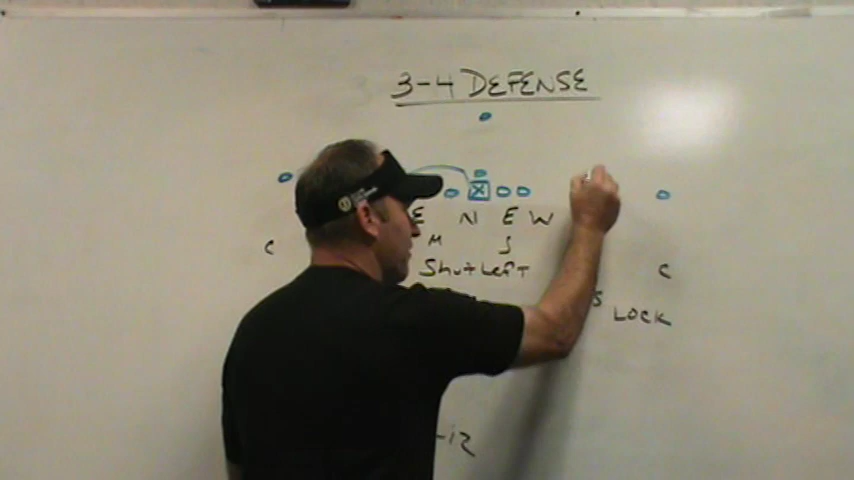 3-4 DEFENSE
E N E W
C M J
Shut Left C
S LOCK